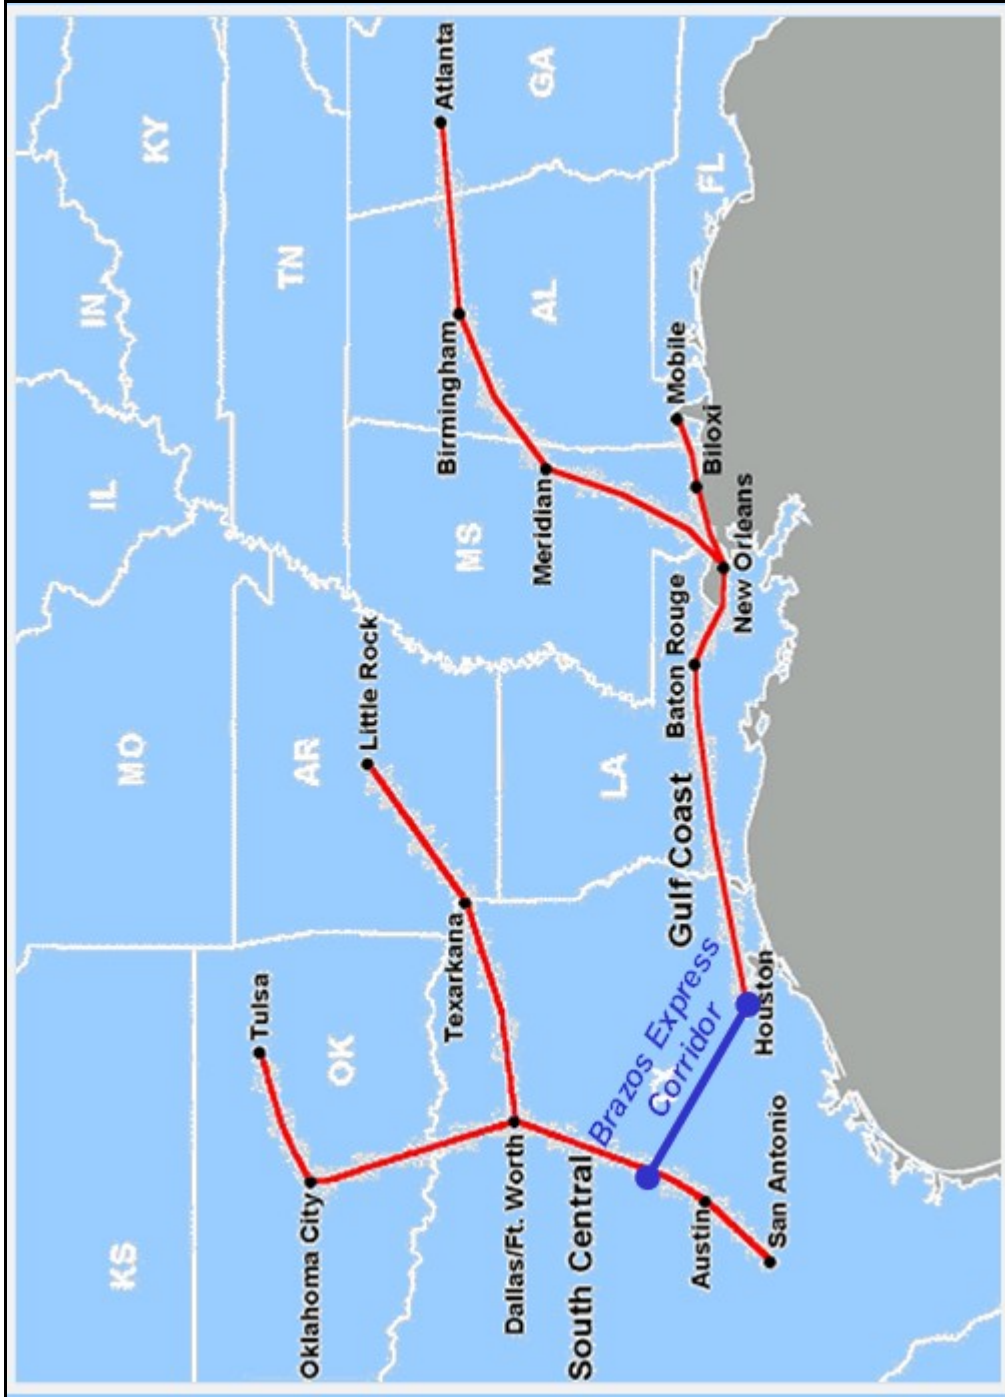 KS
MO
IL
IN
KY
Tulsa
TN
Oklahoma City
OK
AR
Little Rock
Atlanta
Texarkana
Birmingham
MS
Dallas/Ft. Worth
Meridian
AL
GA
South Central
LA
Brazos Express
Corridor
Gulf Coast
Baton Rouge
Mobile
Biloxi
FL
Austin
New Orleans
Houston
San Antonio